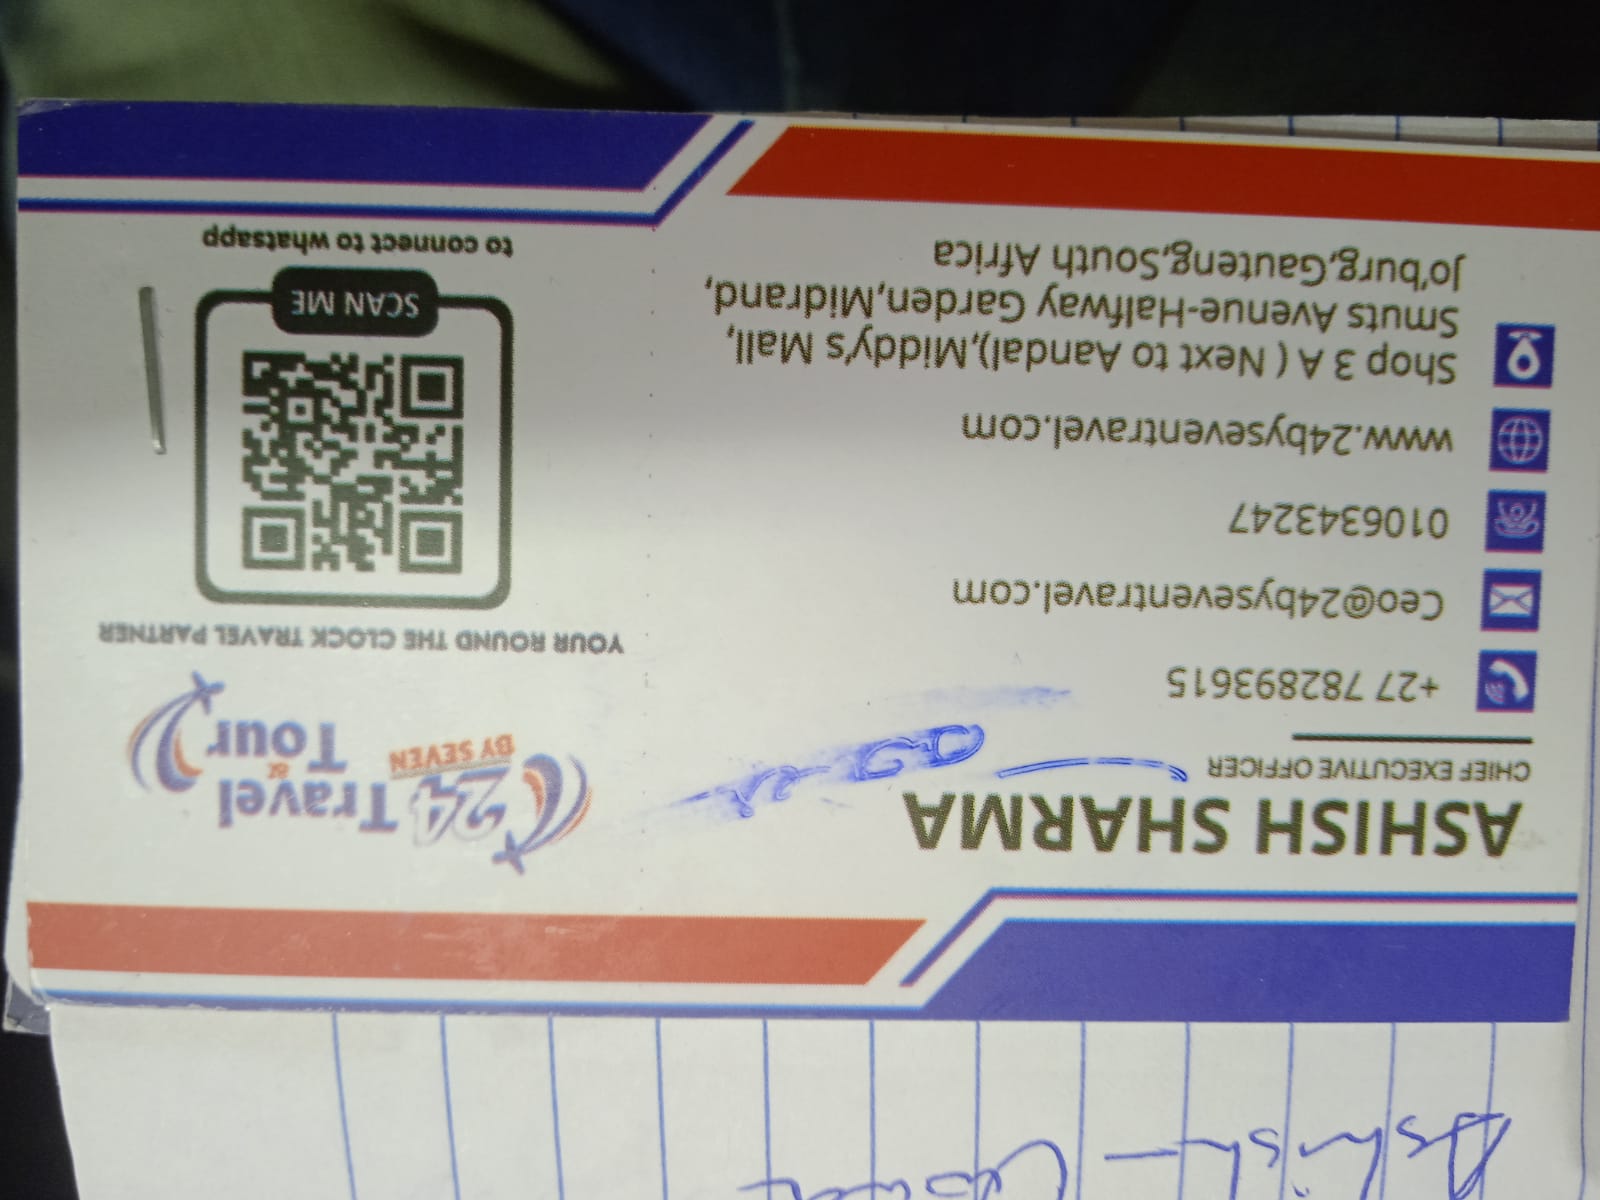 ASHISH SHARMA
CHIEF EXECUTIVE OFFICER
+27 782893615
Ceo@24byseventravel.com
0106343247
www.24byseventravel.com
Shop 3 A ( Next to Aandal),Middy's Mall,
Smuts Avenue-Halfway Garden,Midrand,
Jo'burg,Gauteng,South Africa
24
BY SEVEN
Travel
&
Tour
YOUR ROUND THE CLOCK TRAVEL PARTNER
SCAN ME
to connect to whatsapp
Ashish -